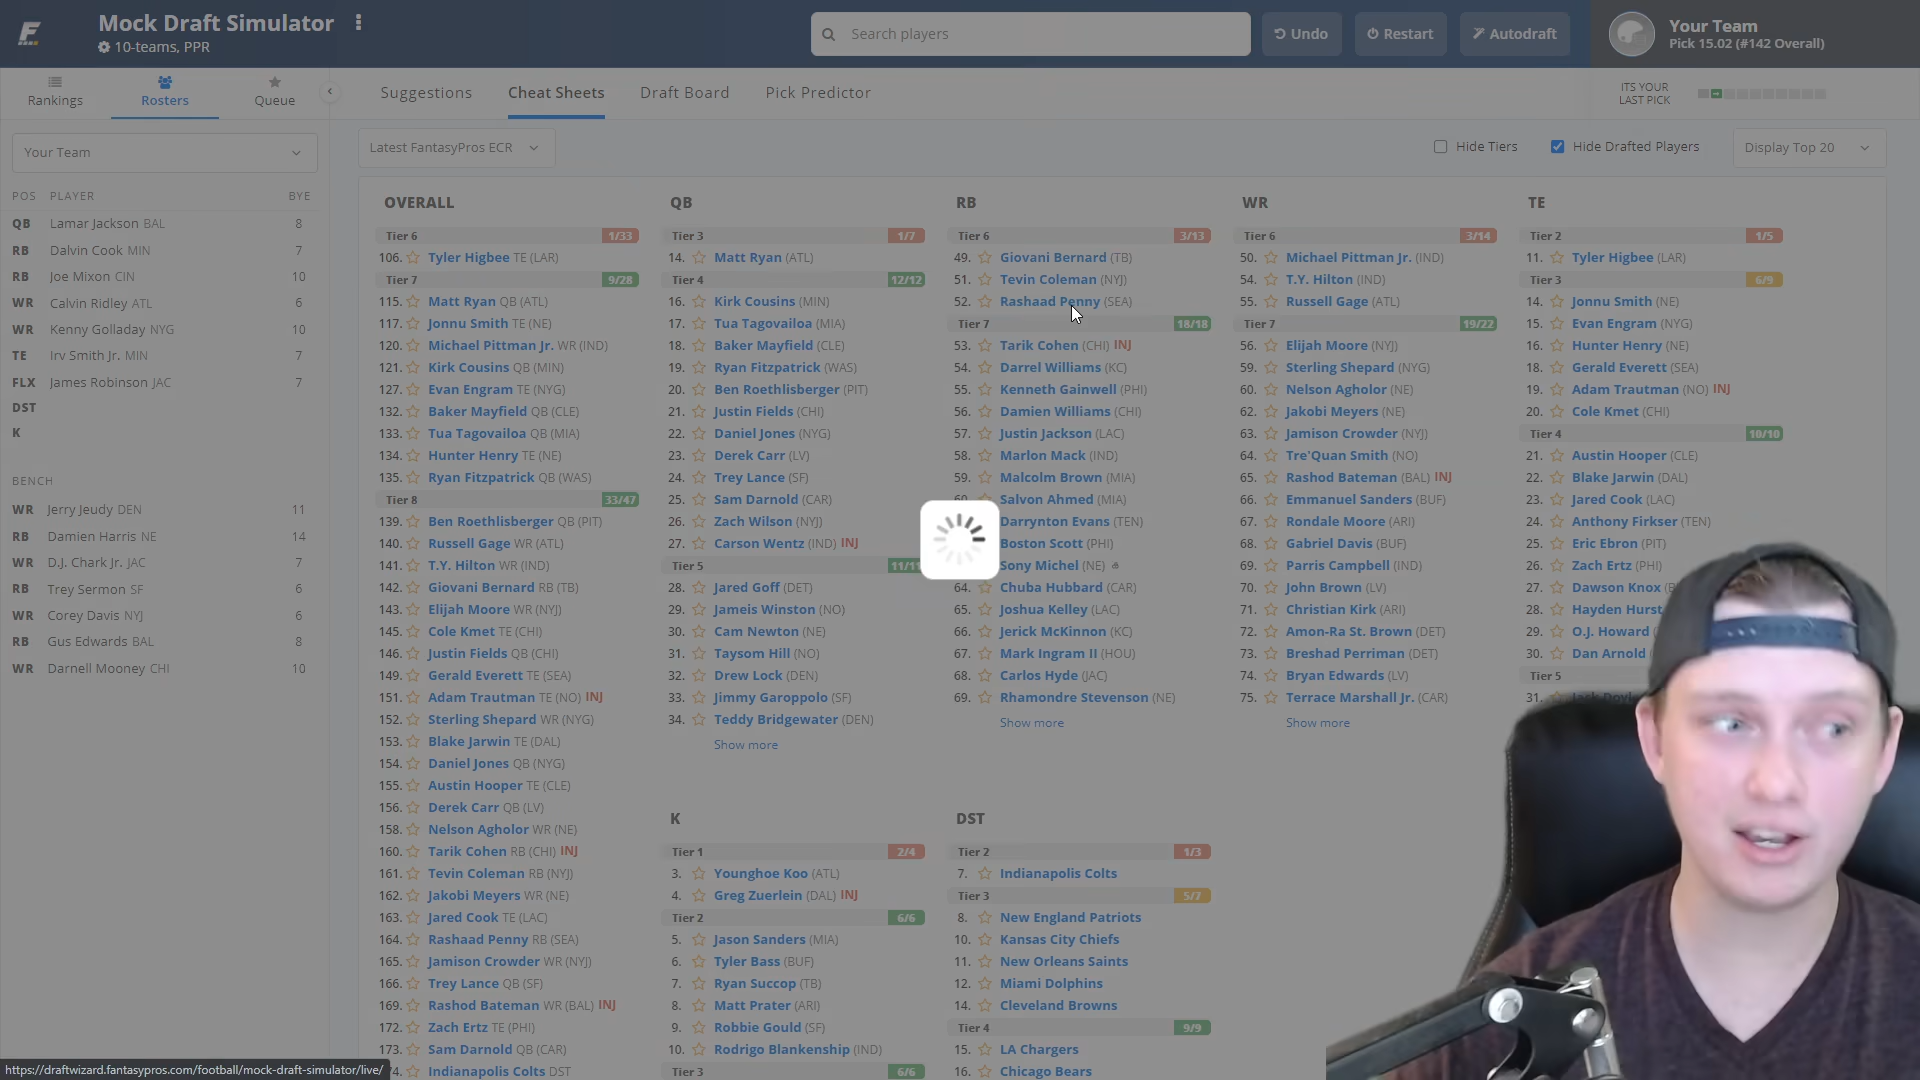 Mock Draft Simulator
10-teams, PPR
Search players
Undo
Restart
Autodraft
Your Team
Pick 15.02 (#142 Overall)
Rankings
Rosters
Queue
Suggestions
Cheat Sheets
Draft Board
Pick Predictor
ITS YOUR
LAST PICK
Your Team
Latest FantasyPros ECR
Hide Tiers
Hide Drafted Players
Display Top 20
POS PLAYER BYE
QB Lamar Jackson BAL 8
RB Dalvin Cook MIN 7
RB Joe Mixon CIN 10
WR Calvin Ridley ATL 6
WR Kenny Golladay NYG 10
TE Irv Smith Jr. MIN 7
FLX James Robinson JAC 7
DST
K
BENCH
WR Jerry Jeudy DEN 11
RB Damien Harris NE 14
WR D.J. Chark Jr. JAC 7
RB Trey Sermon SF 6
WR Corey Davis NYJ 6
RB Gus Edwards BAL 8
WR Darnell Mooney CHI 10
OVERALL
Tier 6 1/33
106. Tyler Higbee TE (LAR)
Tier 7 9/28
115. Matt Ryan QB (ATL)
117. Jonnu Smith TE (NE)
120. Michael Pittman Jr. WR (IND)
121. Kirk Cousins QB (MIN)
127. Evan Engram TE (NYG)
132. Baker Mayfield QB (CLE)
133. Tua Tagovailoa QB (MIA)
134. Hunter Henry TE (NE)
135. Ryan Fitzpatrick QB (WAS)
Tier 8 33/47
139. Ben Roethlisberger QB (PIT)
140. Russell Gage WR (ATL)
141. T.Y. Hilton WR (IND)
142. Giovani Bernard RB (TB)
143. Elijah Moore WR (NYJ)
145. Cole Kmet TE (CHI)
146. Justin Fields QB (CHI)
149. Gerald Everett TE (SEA)
151. Adam Trautman TE (NO) INJ
152. Sterling Shepard WR (NYG)
153. Blake Jarwin TE (DAL)
154. Daniel Jones QB (NYG)
155. Austin Hooper TE (CLE)
156. Derek Carr QB (LV)
158. Nelson Agholor WR (NE)
160. Tarik Cohen RB (CHI) INJ
161. Tevin Coleman RB (NYJ)
162. Jakobi Meyers WR (NE)
163. Jared Cook TE (LAC)
164. Rashaad Penny RB (SEA)
165. Jamison Crowder WR (NYJ)
166. Trey Lance QB (SF)
169. Rashod Bateman WR (BAL) INJ
172. Zach Ertz TE (PHI)
173. Sam Darnold QB (CAR)
Indianapolis Colts DST
QB
Tier 3 1/7
14. Matt Ryan (ATL)
Tier 4 12/12
16. Kirk Cousins (MIN)
17. Tua Tagovailoa (MIA)
18. Baker Mayfield (CLE)
19. Ryan Fitzpatrick (WAS)
20. Ben Roethlisberger (PIT)
21. Justin Fields (CHI)
22. Daniel Jones (NYG)
23. Derek Carr (LV)
24. Trey Lance (SF)
25. Sam Darnold (CAR)
26. Zach Wilson (NYJ)
27. Carson Wentz (IND) INJ
Tier 5
28. Jared Goff (DET)
29. Jameis Winston (NO)
30. Cam Newton (NE)
31. Taysom Hill (NO)
32. Drew Lock (DEN)
33. Jimmy Garoppolo (SF)
34. Teddy Bridgewater (DEN)
Show more
RB
Tier 6 3/13
49. Giovani Bernard (TB)
51. Tevin Coleman (NYJ)
52. Rashaad Penny (SEA)
Tier 7 18/18
53. Tarik Cohen (CHI) INJ
54. Darrel Williams (KC)
55. Kenneth Gainwell (PHI)
56. Damien Williams (CHI)
57. Justin Jackson (LAC)
58. Marlon Mack (IND)
59. Malcolm Brown (MIA)
60. Salvon Ahmed (MIA)
Darrynton Evans (TEN)
Boston Scott (PHI)
Sony Michel (NE)
64. Chuba Hubbard (CAR)
65. Joshua Kelley (LAC)
66. Jerick McKinnon (KC)
67. Mark Ingram II (HOU)
68. Carlos Hyde (JAC)
69. Rhamondre Stevenson (NE)
Show more
WR
Tier 6 3/14
50. Michael Pittman Jr. (IND)
54. T.Y. Hilton (IND)
55. Russell Gage (ATL)
Tier 7 19/22
56. Elijah Moore (NYJ)
59. Sterling Shepard (NYG)
60. Nelson Agholor (NE)
62. Jakobi Meyers (NE)
63. Jamison Crowder (NYJ)
64. Tre'Quan Smith (NO)
65. Rashod Bateman (BAL) INJ
66. Emmanuel Sanders (BUF)
67. Rondale Moore (ARI)
68. Gabriel Davis (BUF)
69. Parris Campbell (IND)
70. John Brown (LV)
71. Christian Kirk (ARI)
72. Amon-Ra St. Brown (DET)
73. Breshad Perriman (DET)
74. Bryan Edwards (LV)
75. Terrace Marshall Jr. (CAR)
Show more
TE
Tier 2 1/5
11. Tyler Higbee (LAR)
Tier 3 6/9
14. Jonnu Smith (NE)
15. Evan Engram (NYG)
16. Hunter Henry (NE)
18. Gerald Everett (SEA)
19. Adam Trautman (NO) INJ
20. Cole Kmet (CHI)
Tier 4 10/10
21. Austin Hooper (CLE)
22. Blake Jarwin (DAL)
23. Jared Cook (LAC)
24. Anthony Firkser (TEN)
25. Eric Ebron (PIT)
26. Zach Ertz (PHI)
27. Dawson Knox
28. Hayden Hurst
29. O.J. Howard
30. Dan Arnold
Tier 5
31.
K
Tier 1 2/4
3. Younghoe Koo (ATL)
4. Greg Zuerlein (DAL) INJ
Tier 2 6/6
5. Jason Sanders (MIA)
6. Tyler Bass (BUF)
7. Ryan Succop (TB)
8. Matt Prater (ARI)
9. Robbie Gould (SF)
10. Rodrigo Blankenship (IND)
Tier 3 6/6
DST
Tier 2 1/3
7. Indianapolis Colts
Tier 3 5/7
8. New England Patriots
10. Kansas City Chiefs
11. New Orleans Saints
12. Miami Dolphins
14. Cleveland Browns
Tier 4 9/9
15. LA Chargers
16. Chicago Bears
https://draftwizard.fantasypros.com/football/mock-draft-simulator/live/